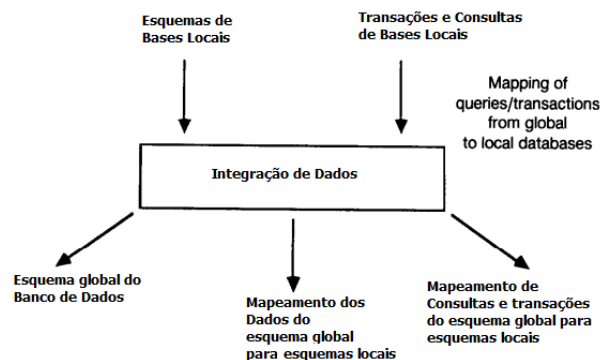 Esquemas de
Bases Locais
Transações e Consultas
de Bases Locais
Mapping of
queries/transactions
from global
to local databases
Integração de Dados
Esquema global do
Banco de Dados
Mapeamento dos
Dados do
esquema global
para esquemas locais
Mapeamento de
Consultas e transações
do esquema global para
esquemas locais